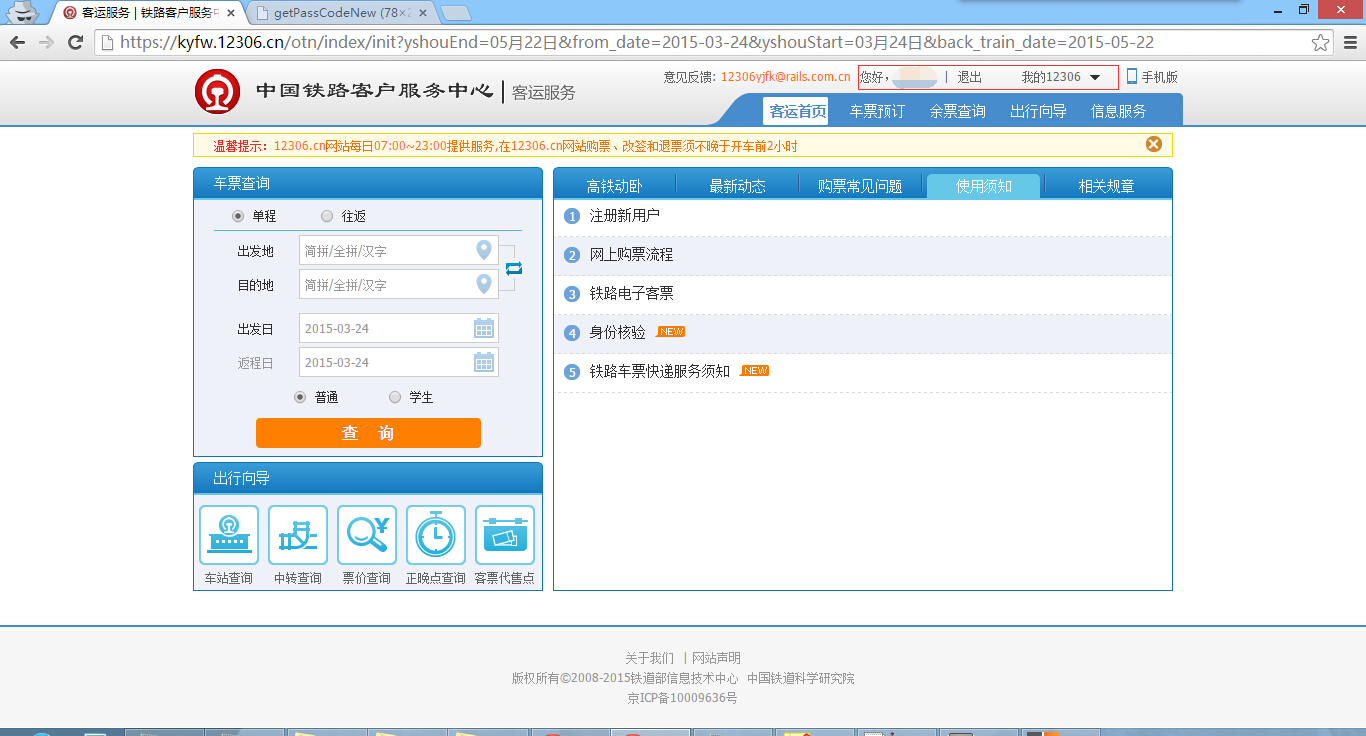 客运服务 | 铁路客户服务中
getPassCodeNew (78×2
https://kyfw.12306.cn/otn/index/init?yshouEnd=05月22日&from_date=2015-03-24&yshouStart=03月24日&back_train_date=2015-05-22
意见反馈: 12306yjfk@rails.com.cn 您好, | 退出 我的12306 手机版
中国铁路客户服务中心 | 客运服务
客运首页 车票预订 余票查询 出行向导 信息服务
温馨提示：12306.cn网站每日07:00~23:00提供服务,在12306.cn网站购票、改签和退票须不晚于开车前2小时
车票查询
单程 往返
出发地 简拼/全拼/汉字
目的地 简拼/全拼/汉字
出发日 2015-03-24
返程日 2015-03-24
普通 学生
查 询
高铁动卧 最新动态 购票常见问题 使用须知 相关规章
1 注册新用户
2 网上购票流程
3 铁路电子客票
4 身份核验 NEW
5 铁路车票快递服务须知 NEW
出行向导
车站查询 中转查询 票价查询 正晚点查询 客票代售点
关于我们 | 网站声明
版权所有©2008-2015铁道部信息技术中心 中国铁道科学研究院
京ICP备10009636号